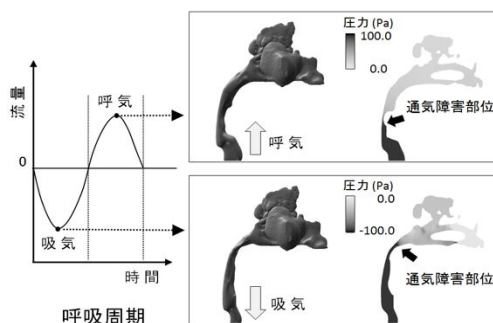 流量
呼気
0
吸気
時間
呼吸周期
呼気
圧力 (Pa)
100.0
0.0
通気障害部位
吸気
圧力 (Pa)
0.0
-100.0
通気障害部位